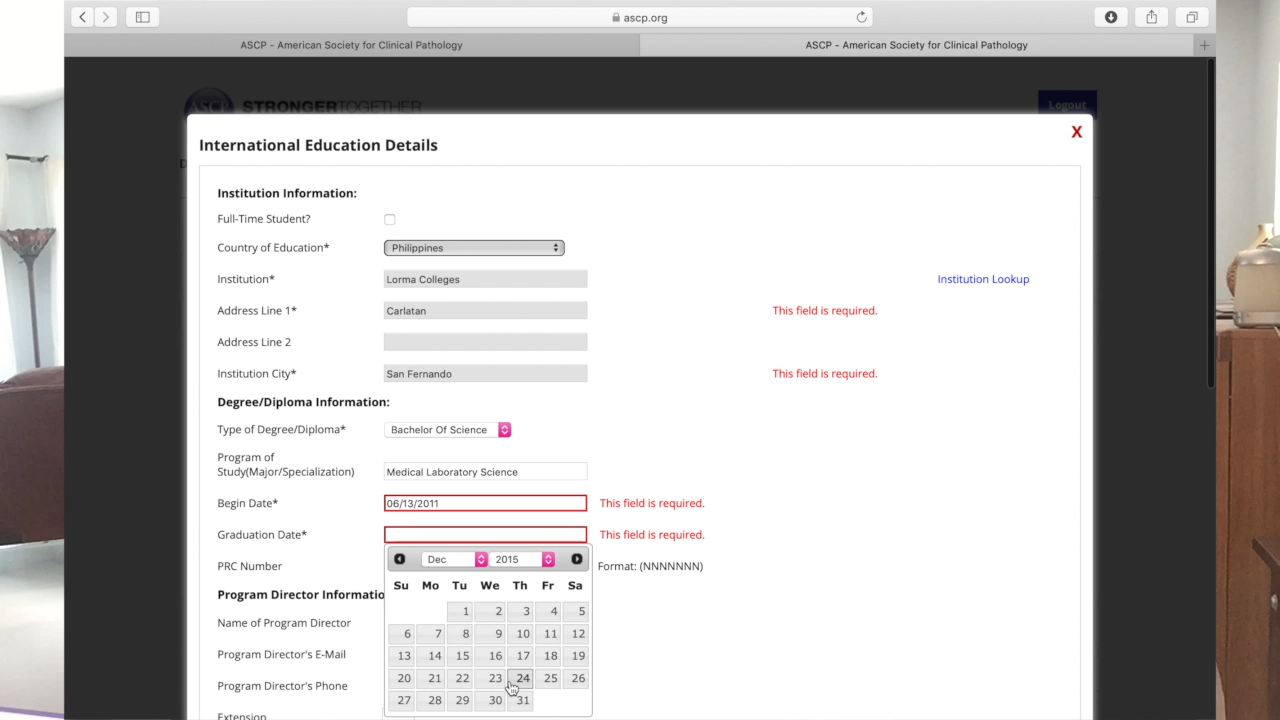 ascp.org
ASCP - American Society for Clinical Pathology
ASCP - American Society for Clinical Pathology
+
ASCP STRONGERTOGETHER
Logout
D
International Education Details
X
Institution Information:
Full-Time Student?
Country of Education* Philippines
Institution* Lorma Colleges Institution Lookup
Address Line 1* Carlatan This field is required.
Address Line 2
Institution City* San Fernando This field is required.
Degree/Diploma Information:
Type of Degree/Diploma* Bachelor Of Science
Program of
Study(Major/Specialization) Medical Laboratory Science
Begin Date* 06/13/2011 This field is required.
Graduation Date* This field is required.
Dec 2015
PRC Number Format: (NNNNNNN)
Su Mo Tu We Th Fr Sa
Program Director Informatio
1 2 3 4 5
Name of Program Director
6 7 8 9 10 11 12
Program Director's E-Mail
13 14 15 16 17 18 19
20 21 22 23 24 25 26
Program Director's Phone
27 28 29 30 31
Extension